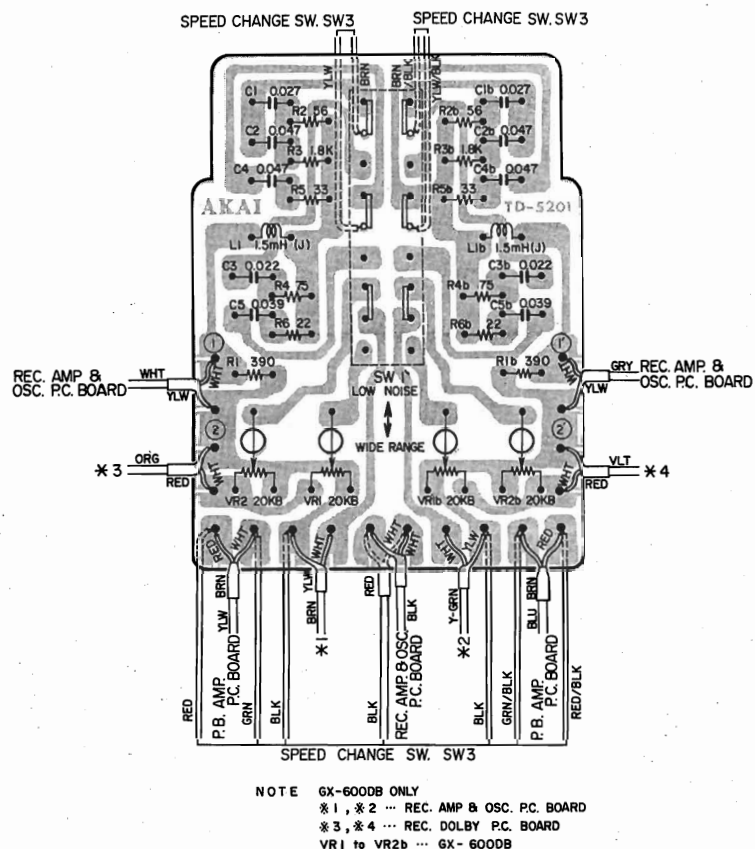 SPEED CHANGE SW. SW3
SPEED CHANGE SW. SW3
YLW
BRN
BRN/BLK
YLW/BLK
C1 0.027
C1b 0.027
R2 56
R2b 56
C2 0.047
C2b 0.047
R3 1.8K
R3b 1.8K
C4 0.047
C4b 0.047
R5 33
R5b 33
AKAI
TD-5201
L1 1.5mH(J)
L1b 1.5mH(J)
C3 0.022
C3b 0.022
R4 75
R4b 75
C5 0.039
C5b 0.039
R6 22
R6b 22
1
1'
R1 390
R1b 390
WHT
WHT
REC. AMP &
OSC. P.C. BOARD
WHT
YLW
GRY
YLW
REC. AMP &
OSC. P.C. BOARD
SW 1
LOW NOISE
WIDE RANGE
2
2'
※3
ORG
RED
WHT
WHT
VLT
RED
※4
VR2 20KB
VR1 20KB
VR1b 20KB
VR2b 20KB
RED
WHT
WHT
WHT
WHT
WHT
YLW
RED
BRN
YLW
YLW
BRN
RED
BLK
Y-GRN
BRN
BLU
RED
P.B. AMP.
P.C. BOARD
GRN
BLK
※1
BLK
REC. AMP & OSC.
P.C. BOARD
※2
BLK
GRN/BLK
P.B. AMP.
P.C. BOARD
RED/BLK
SPEED CHANGE SW. SW3
NOTE GX-600DB ONLY
※1, ※2 ··· REC. AMP & OSC. P.C. BOARD
※3, ※4 ··· REC. DOLBY P.C. BOARD
VR1 to VR2b ··· GX-600DB